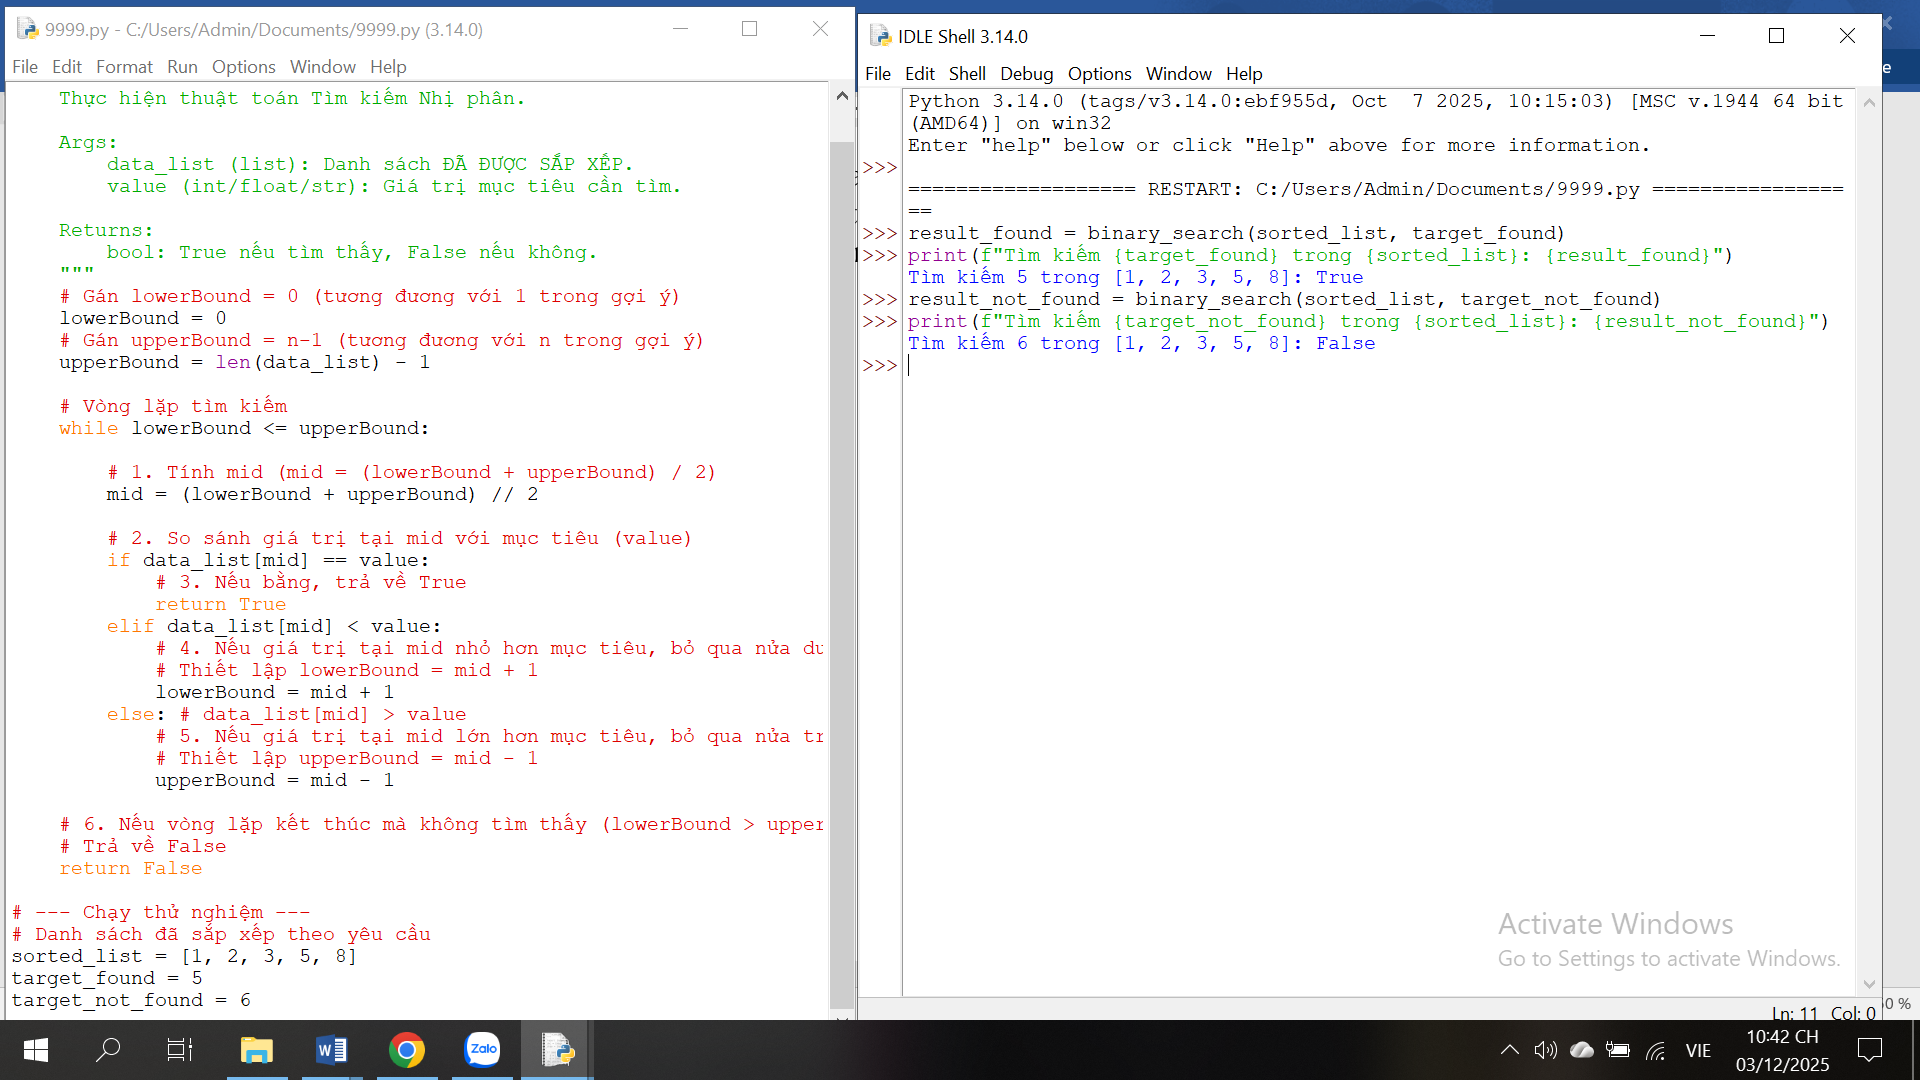 9999.py - C:/Users/Admin/Documents/9999.py (3.14.0)
File Edit Format Run Options Window Help
Thực hiện thuật toán Tìm kiếm Nhị phân.
Args:
data_list (list): Danh sách ĐÃ ĐƯỢC SẮP XẾP.
value (int/float/str): Giá trị mục tiêu cần tìm.
Returns:
bool: True nếu tìm thấy, False nếu không.
"""
# Gán lowerBound = 0 (tương đương với 1 trong gợi ý)
lowerBound = 0
# Gán upperBound = n-1 (tương đương với n trong gợi ý)
upperBound = len(data_list) - 1
# Vòng lặp tìm kiếm
while lowerBound <= upperBound:
# 1. Tính mid (mid = (lowerBound + upperBound) / 2)
mid = (lowerBound + upperBound) // 2
# 2. So sánh giá trị tại mid với mục tiêu (value)
if data_list[mid] == value:
# 3. Nếu bằng, trả về True
return True
elif data_list[mid] < value:
# 4. Nếu giá trị tại mid nhỏ hơn mục tiêu, bỏ qua nửa
# Thiết lập lowerBound = mid + 1
lowerBound = mid + 1
else: # data_list[mid] > value
# 5. Nếu giá trị tại mid lớn hơn mục tiêu, bỏ qua nửa
# Thiết lập upperBound = mid - 1
upperBound = mid - 1
# 6. Nếu vòng lặp kết thúc mà không tìm thấy (lowerBound > upper
# Trả về False
return False
# --- Chạy thử nghiệm ---
# Danh sách đã sắp xếp theo yêu cầu
sorted_list = [1, 2, 3, 5, 8]
target_found = 5
target_not_found = 6
IDLE Shell 3.14.0
File Edit Shell Debug Options Window Help
Python 3.14.0 (tags/v3.14.0:ebf955d, Oct  7 2025, 10:15:03) [MSC v.1944 64 bit
(AMD64)] on win32
Enter "help" below or click "Help" above for more information.
>>>
=================== RESTART: C:/Users/Admin/Documents/9999.py ================
==
>>> result_found = binary_search(sorted_list, target_found)
>>> print(f"Tìm kiếm {target_found} trong {sorted_list}: {result_found}")
Tìm kiếm 5 trong [1, 2, 3, 5, 8]: True
>>> result_not_found = binary_search(sorted_list, target_not_found)
>>> print(f"Tìm kiếm {target_not_found} trong {sorted_list}: {result_not_found}")
Tìm kiếm 6 trong [1, 2, 3, 5, 8]: False
>>>
Activate Windows
Go to Settings to activate Windows.
Ln: 11 Col: 0
Zalo
VIE
10:42 CH
03/12/2025